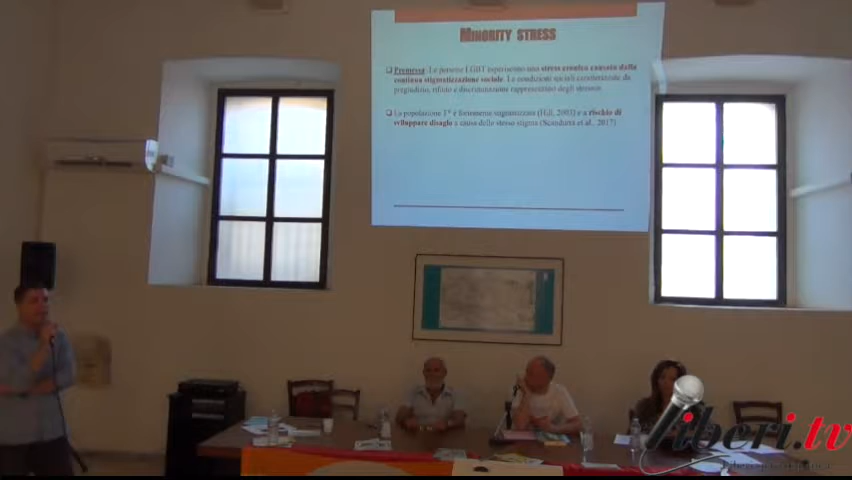 MINORITY STRESS
Premessa: Le persone LGBT esperiscono uno stress cronico causato dalla
continua stigmatizzazione sociale. Le condizioni sociali caratterizzate da
pregiudizio, rifiuto e discriminazione rappresentano degli stressor.
La popolazione T* è fortemente stigmatizzata (Hill, 2003) e a rischio di
sviluppare disagio a causa dello stesso stigma (Scandurra et al., 2017)
liberi.tv